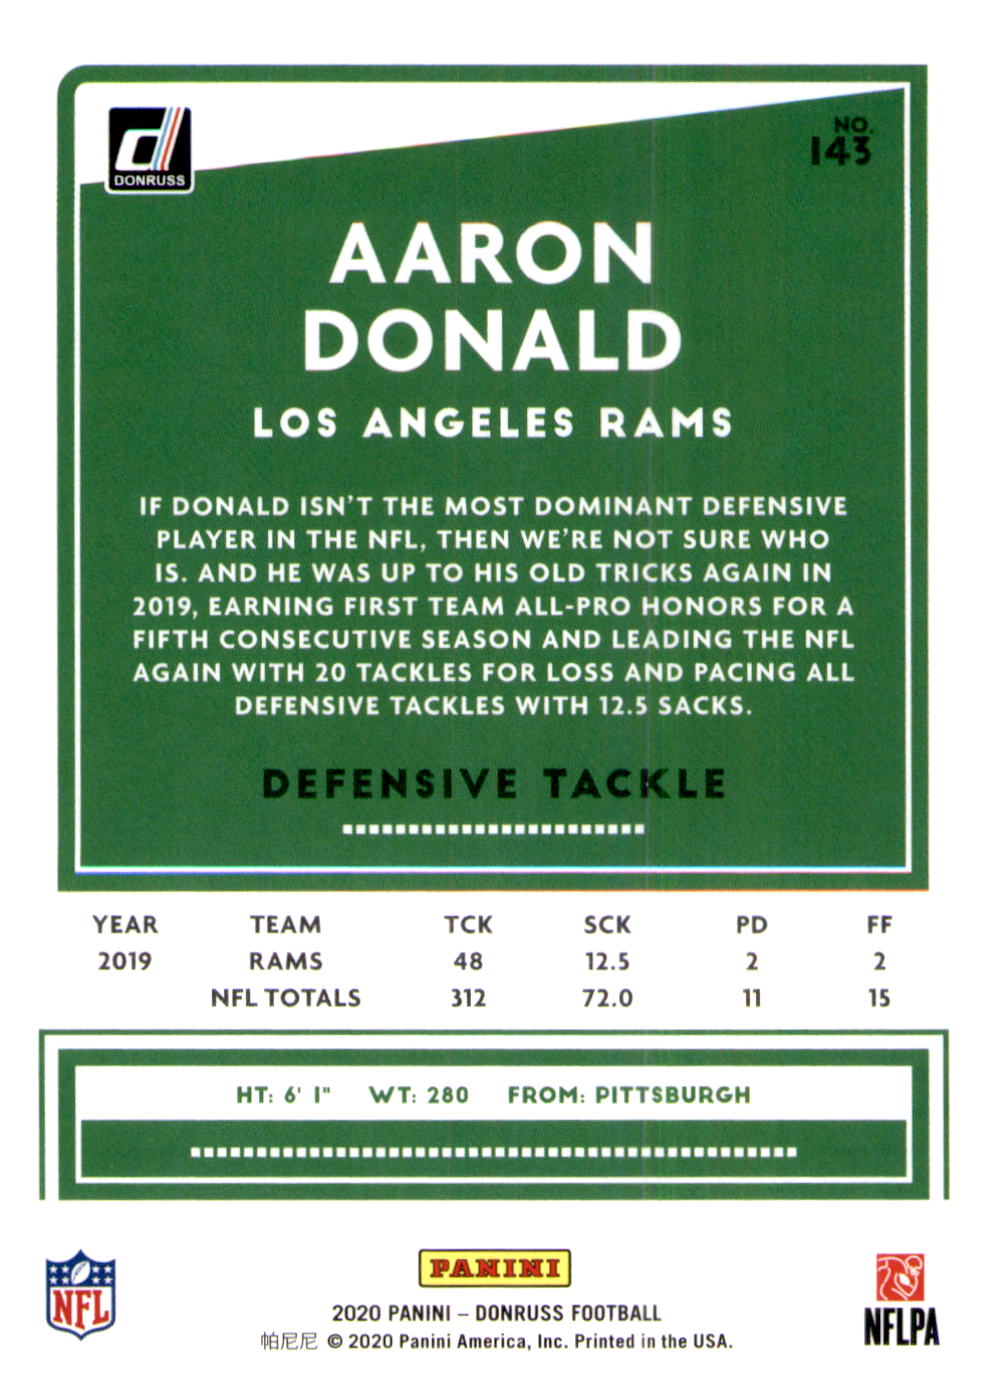 DONRUSS
NO.
143
AARON
DONALD
LOS ANGELES RAMS
IF DONALD ISN'T THE MOST DOMINANT DEFENSIVE
PLAYER IN THE NFL, THEN WE'RE NOT SURE WHO
IS. AND HE WAS UP TO HIS OLD TRICKS AGAIN IN
2019, EARNING FIRST TEAM ALL-PRO HONORS FOR A
FIFTH CONSECUTIVE SEASON AND LEADING THE NFL
AGAIN WITH 20 TACKLES FOR LOSS AND PACING ALL
DEFENSIVE TACKLES WITH 12.5 SACKS.
DEFENSIVE TACKLE
YEAR TEAM TCK SCK PD FF
2019 RAMS 48 12.5 2 2
NFL TOTALS 312 72.0 11 15
HT: 6' 1" WT: 280 FROM: PITTSBURGH
NFL
PANINI
NFLPA
2020 PANINI – DONRUSS FOOTBALL
帕尼尼 © 2020 Panini America, Inc. Printed in the USA.